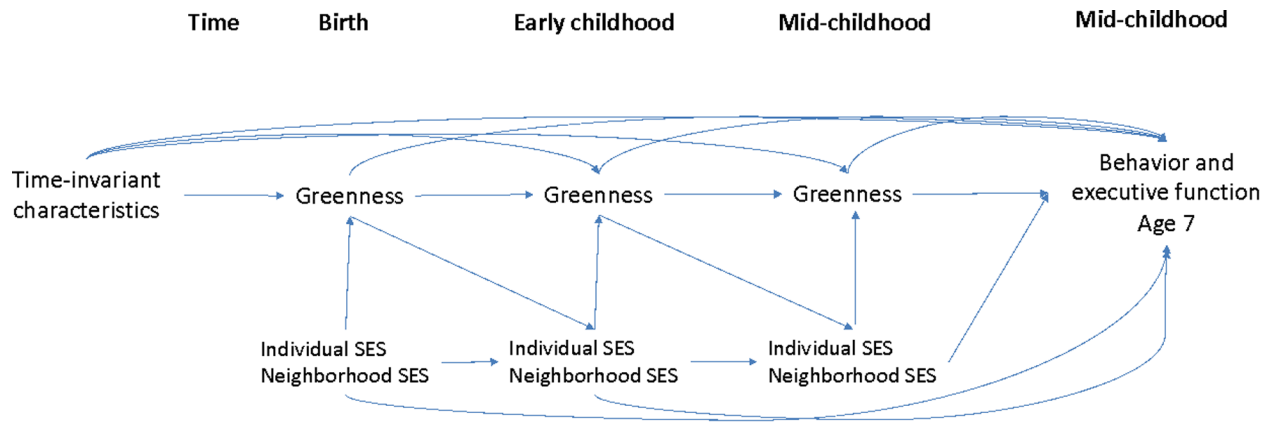 Time Birth Early childhood Mid-childhood Mid-childhood
Time-invariant
characteristics
Greenness Greenness Greenness
Behavior and
executive function
Age 7
Individual SES
Neighborhood SES
Individual SES
Neighborhood SES
Individual SES
Neighborhood SES